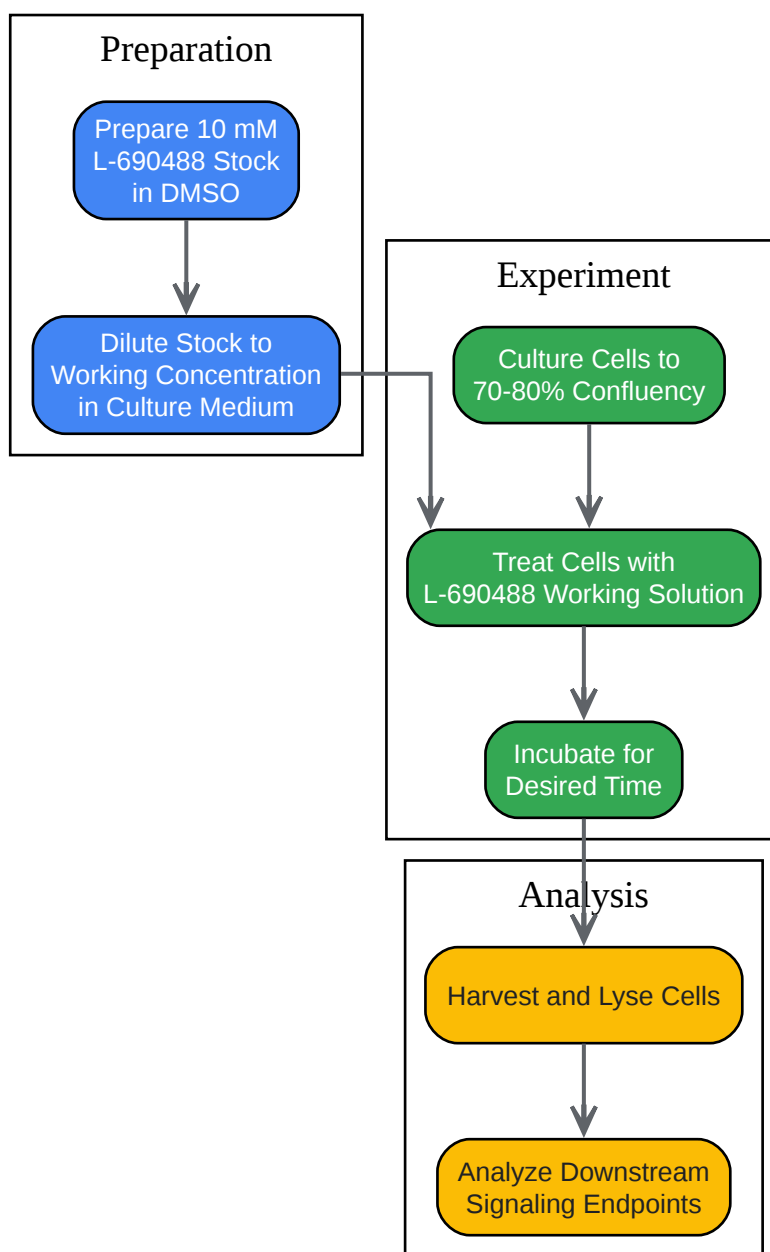 Preparation
Prepare 10 mM
L-690488 Stock
in DMSO
Dilute Stock to
Working Concentration
in Culture Medium
Experiment
Culture Cells to
70-80% Confluency
Treat Cells with
L-690488 Working Solution
Incubate for
Desired Time
Analysis
Harvest and Lyse Cells
Analyze Downstream
Signaling Endpoints